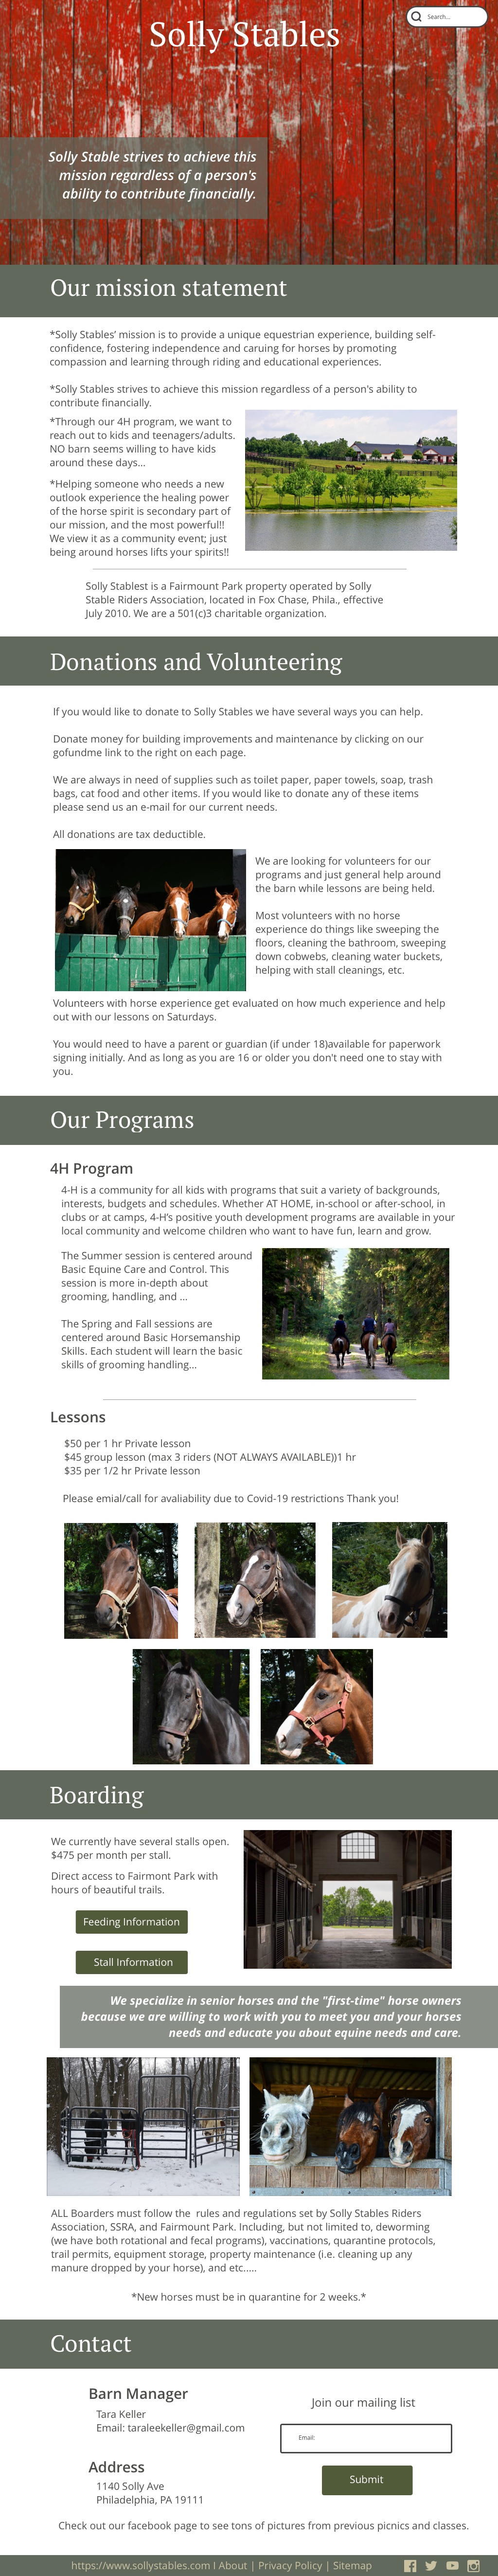 Search...
Solly Stables
Solly Stable strives to achieve this
mission regardless of a person's
ability to contribute financially.
Our mission statement
*Solly Stables' mission is to provide a unique equestrian experience, building self-
confidence, fostering independence and caruing for horses by promoting
compassion and learning through riding and educational experiences.
*Solly Stables strives to achieve this mission regardless of a person's ability to
contribute financially.
*Through our 4H program, we want to
reach out to kids and teenagers/adults.
NO barn seems willing to have kids
around these days...
*Helping someone who needs a new
outlook experience the healing power
of the horse spirit is secondary part of
our mission, and the most powerful!!
We view it as a community event; just
being around horses lifts your spirits!!
Solly Stablest is a Fairmount Park property operated by Solly
Stable Riders Association, located in Fox Chase, Phila., effective
July 2010. We are a 501(c)3 charitable organization.
Donations and Volunteering
If you would like to donate to Solly Stables we have several ways you can help.
Donate money for building improvements and maintenance by clicking on our
gofundme link to the right on each page.
We are always in need of supplies such as toilet paper, paper towels, soap, trash
bags, cat food and other items. If you would like to donate any of these items
please send us an e-mail for our current needs.
All donations are tax deductible.
We are looking for volunteers for our
programs and just general help around
the barn while lessons are being held.
Most volunteers with no horse
experience do things like sweeping the
floors, cleaning the bathroom, sweeping
down cobwebs, cleaning water buckets,
helping with stall cleanings, etc.
Volunteers with horse experience get evaluated on how much experience and help
out with our lessons on Saturdays.
You would need to have a parent or guardian (if under 18)available for paperwork
signing initially. And as long as you are 16 or older you don't need one to stay with
you.
Our Programs
4H Program
4-H is a community for all kids with programs that suit a variety of backgrounds,
interests, budgets and schedules. Whether AT HOME, in-school or after-school, in
clubs or at camps, 4-H's positive youth development programs are available in your
local community and welcome children who want to have fun, learn and grow.
The Summer session is centered around
Basic Equine Care and Control. This
session is more in-depth about
grooming, handling, and ...
The Spring and Fall sessions are
centered around Basic Horsemanship
Skills. Each student will learn the basic
skills of grooming handling...
Lessons
$50 per 1 hr Private lesson
$45 group lesson (max 3 riders (NOT ALWAYS AVAILABLE))1 hr
$35 per 1/2 hr Private lesson
Please emial/call for avaliability due to Covid-19 restrictions Thank you!
Boarding
We currently have several stalls open.
$475 per month per stall.
Direct access to Fairmont Park with
hours of beautiful trails.
Feeding Information
Stall Information
We specialize in senior horses and the "first-time" horse owners
because we are willing to work with you to meet you and your horses
needs and educate you about equine needs and care.
ALL Boarders must follow the rules and regulations set by Solly Stables Riders
Association, SSRA, and Fairmount Park. Including, but not limited to, deworming
(we have both rotational and fecal programs), vaccinations, quarantine protocols,
trail permits, equipment storage, property maintenance (i.e. cleaning up any
manure dropped by your horse), and etc.....
*New horses must be in quarantine for 2 weeks.*
Contact
Barn Manager
Tara Keller
Email: taraleekeller@gmail.com
Address
1140 Solly Ave
Philadelphia, PA 19111
Join our mailing list
Email:
Submit
Check out our facebook page to see tons of pictures from previous picnics and classes.
https://www.sollystables.com I About | Privacy Policy | Sitemap